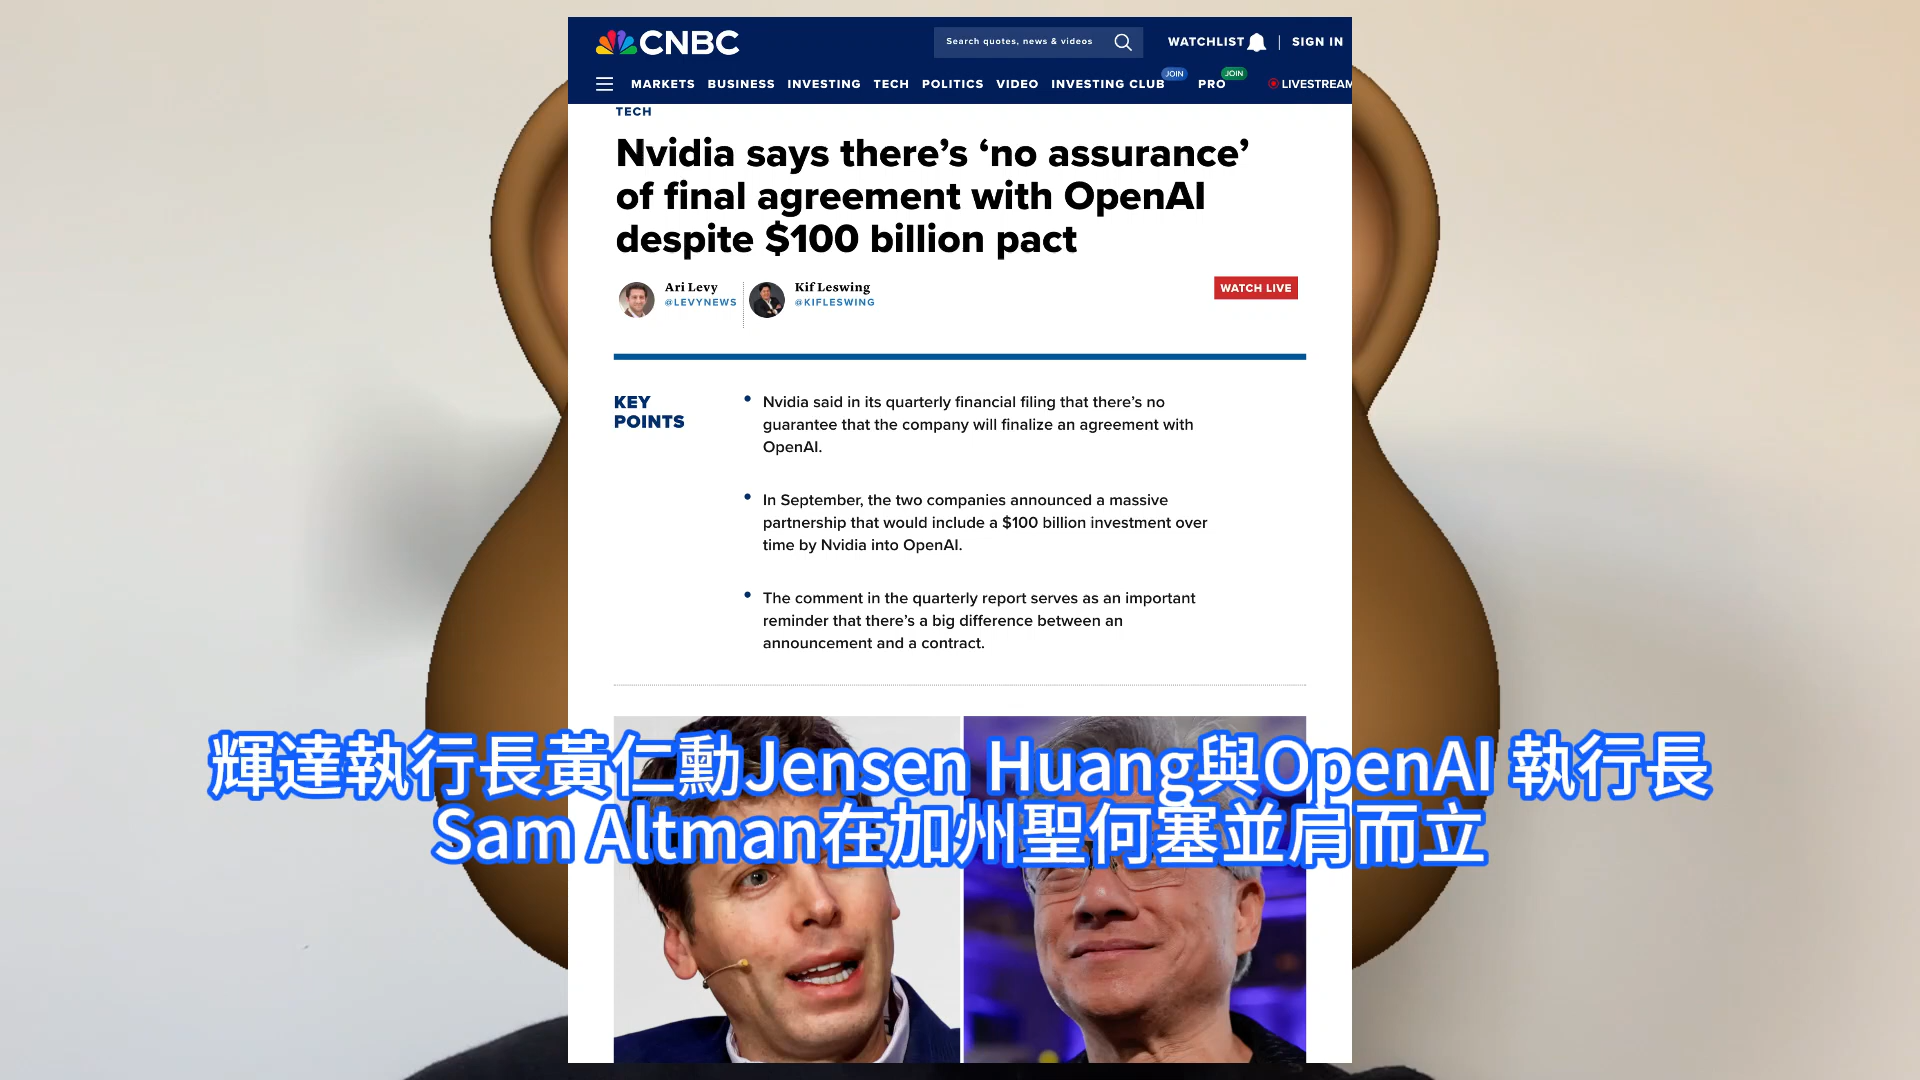 CNBC
Search quotes, news & videos
WATCHLIST | SIGN IN
MARKETS BUSINESS INVESTING TECH POLITICS VIDEO INVESTING CLUB JOIN PRO JOIN LIVESTREAM
TECH
Nvidia says there’s ‘no assurance’
of final agreement with OpenAI
despite $100 billion pact
Ari Levy
@LEVYNEWS
Kif Leswing
@KIFLESWING
WATCH LIVE
KEY
POINTS
• Nvidia said in its quarterly financial filing that there’s no
guarantee that the company will finalize an agreement with
OpenAI.
• In September, the two companies announced a massive
partnership that would include a $100 billion investment over
time by Nvidia into OpenAI.
• The comment in the quarterly report serves as an important
reminder that there’s a big difference between an
announcement and a contract.
輝達執行長黃仁勳Jensen Huang與OpenAI 執行長
Sam Altman在加州聖何塞並肩而立